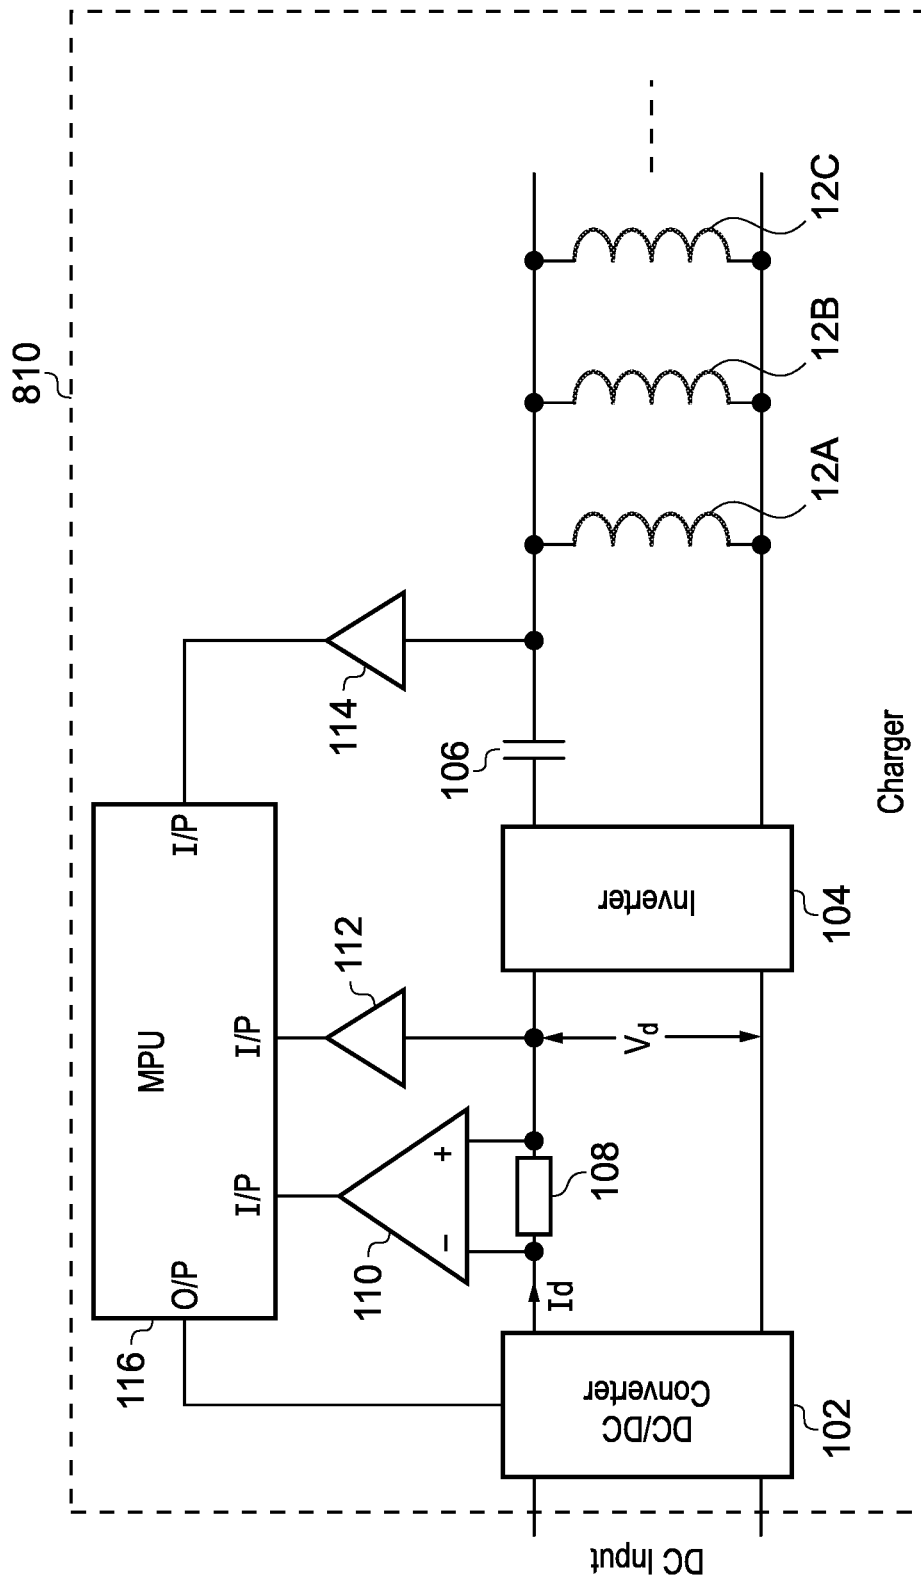 810
MPU
116
O/P
I/P
I/P
I/P
110
112
114
−
+
Id
108
Vd
106
DC Input
DC/DC
Converter
102
Inverter
104
12A
12B
12C
Charger